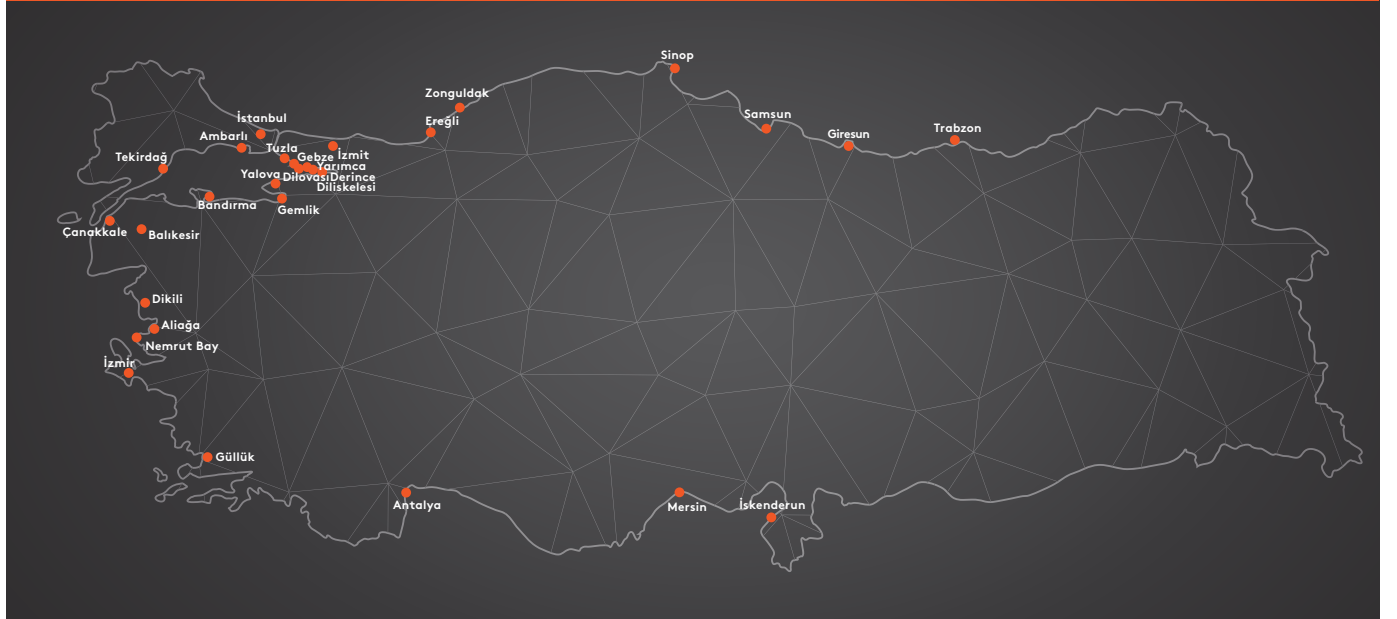 Sinop
Zonguldak
Samsun
İstanbul
Ereğli
Ambarlı
Giresun
Trabzon
Tuzla
Gebze
İzmit
Tekirdağ
Yarımca
Yalova
Dilovası
Derince
Diliskelesi
Bandırma
Gemlik
Çanakkale
Balıkesir
Dikili
Aliağa
Nemrut Bay
İzmir
Güllük
Antalya
Mersin
İskenderun